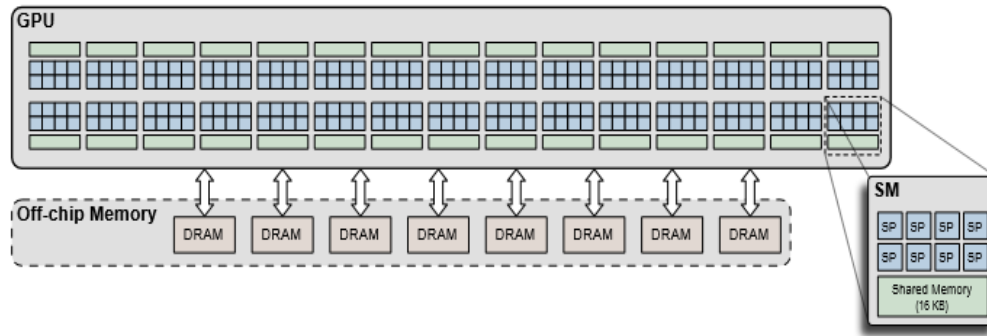 GPU
Off-chip Memory
DRAM DRAM DRAM DRAM DRAM DRAM DRAM DRAM
SM
SP SP SP SP
SP SP SP SP
Shared Memory
(16 KB)